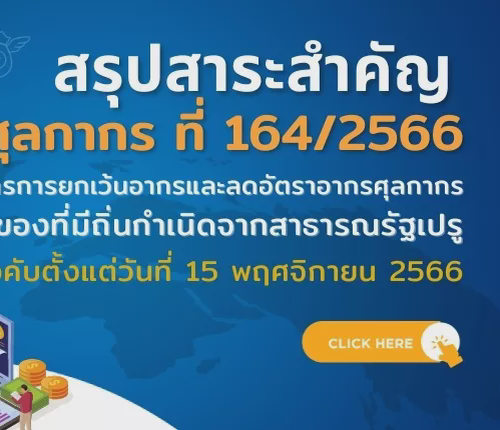 สรุปสาระสำคัญ
ศุลกากร ที่ 164/2566
การยกเว้นอากรและลดอัตราอากรศุลกากร
ของที่มีถิ่นกำเนิดจากสาธารณรัฐเปรู
ตั้งแต่วันที่ 15 พฤศจิกายน 2566
CLICK HERE